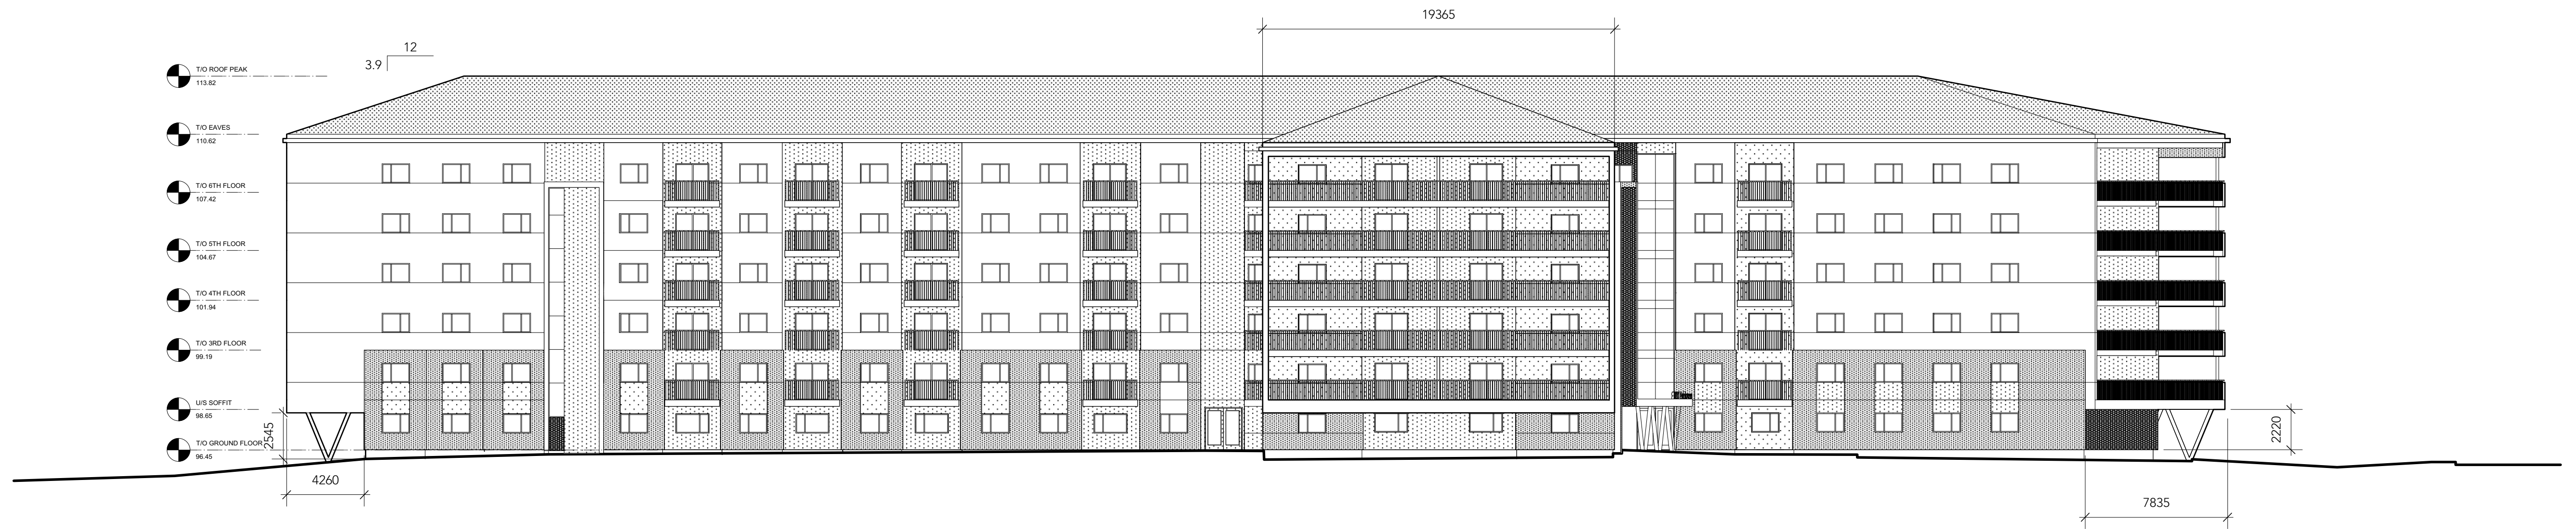 19365
12
3.9
T/O ROOF PEAK
113.82
T/O EAVES
110.62
T/O 6TH FLOOR
107.42
T/O 5TH FLOOR
104.67
T/O 4TH FLOOR
101.94
T/O 3RD FLOOR
99.19
U/S SOFFIT
98.65
T/O GROUND FLOOR
96.45
2545
2220
4260
7835